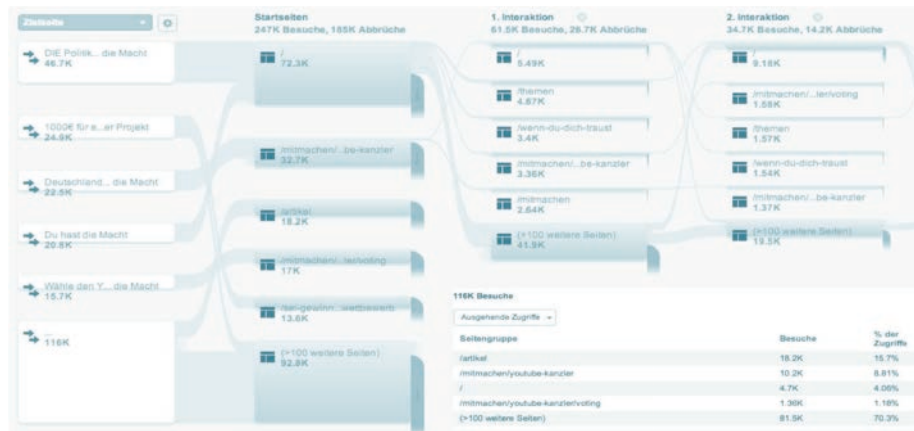 Zielseite
DIE Politik... die Macht
46.7K
1000€ für e...er Projekt
24.9K
Deutschland... die Macht
22.5K
Du hast die Macht
20.8K
Wähle den Y... die Macht
15.7K
...
116K
Startseiten
247K Besuche, 185K Abbrüche
/
72.3K
/mitmachen/...be-kanzler
32.7K
/artikel
18.2K
/mitmachen/...ler/voting
17K
13.6K
(>100 weitere Seiten)
92.8K
1. Interaktion
61.5K Besuche, 26.7K Abbrüche
/
5.49K
/themen
4.67K
/wenn-du-dich-traust
3.4K
/mitmachen/...be-kanzler
3.36K
/mitmachen
2.64K
(>100 weitere Seiten)
41.9K
2. Interaktion
34.7K Besuche, 14.2K Abbrüche
/
9.18K
/mitmachen/...ler/voting
1.58K
/themen
1.57K
/wenn-du-dich-traust
1.54K
/mitmachen/...be-kanzler
1.37K
(>100 weitere Seiten)
19.5K
116K Besuche
Ausgehende Zugriffe
Seitengruppe Besuche % der Zugriffe
/artikel 18.2K 15.7%
/mitmachen/youtube-kanzler 10.2K 8.81%
/ 4.7K 4.06%
/mitmachen/youtube-kanzler/voting 1.36K 1.18%
(>100 weitere Seiten) 81.5K 70.3%